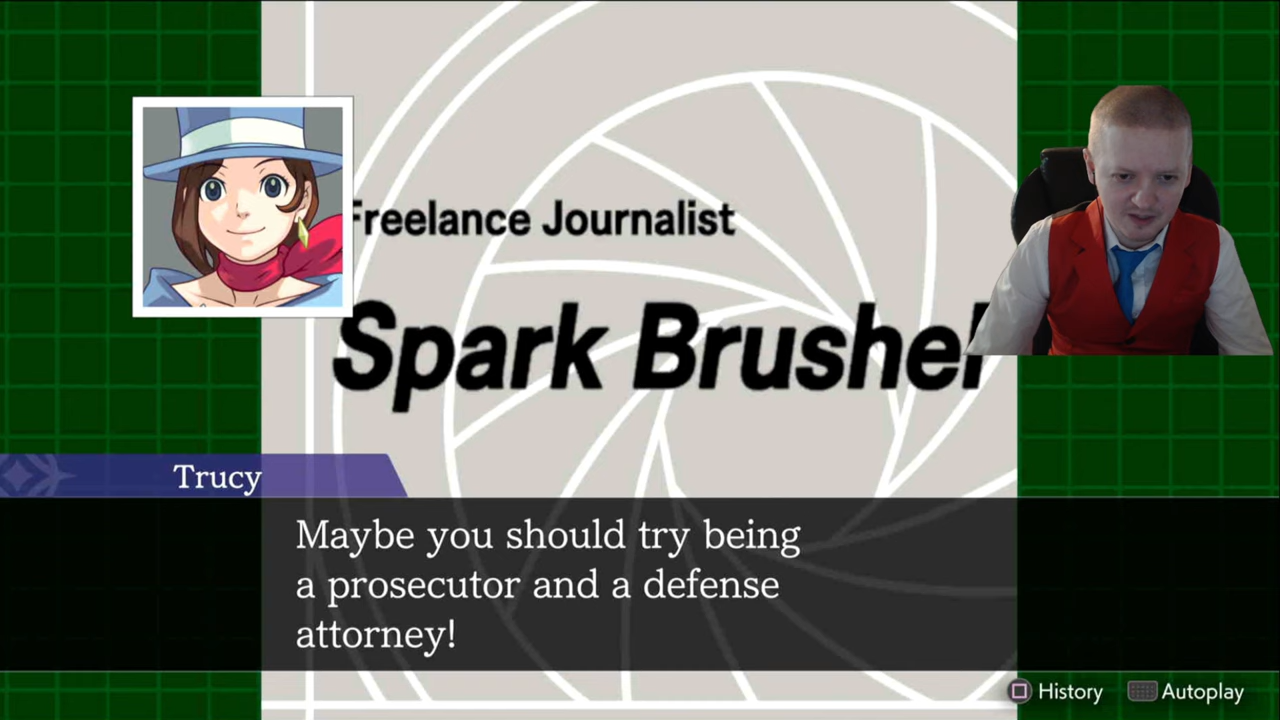 Freelance Journalist
Spark Brushel
Trucy
Maybe you should try being
a prosecutor and a defense
attorney!
History
Autoplay